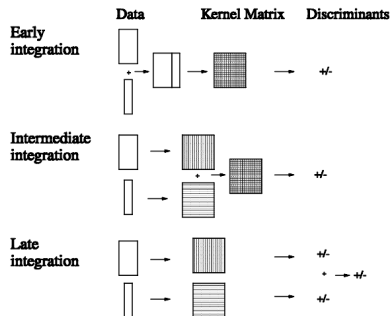 Data Kernel Matrix Discriminants
Early
integration
+
+/-
Intermediate
integration
+
+/-
Late
integration
+/-
+ +/-
+/-